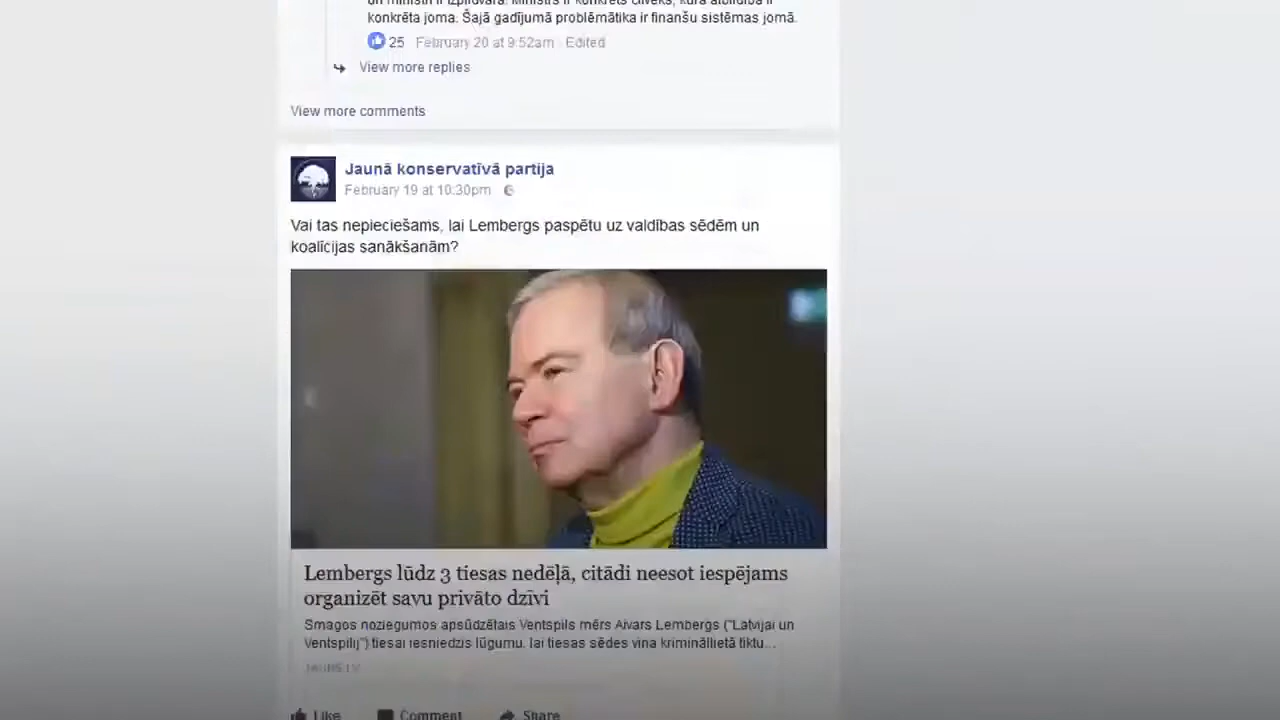 un ministri ir izpildvara. Ministrs ir konkrēts cilvēks, kurš atbildība ir
konkrēta joma. Šajā gadījumā problēmātika ir finanšu sistēmas jomā.
25 February 20 at 9:52am · Edited
View more replies
View more comments
Jaunā konservatīvā partija
February 19 at 10:30pm
Vai tas nepieciešams, lai Lembergs paspētu uz valdības sēdēm un
koalīcijas sanākšanām?
Lembergs lūdz 3 tiesas nedēļā, citādi neesot iespējams
organizēt savu privāto dzīvi
Smagos noziegumos apsūdzētais Ventspils mērs Aivars Lembergs ("Latvijai un
Ventspilij") tiesai iesniedzis lūgumu, lai tiesas sēdes viņa krimināllietā tiktu...
Like Comment Share